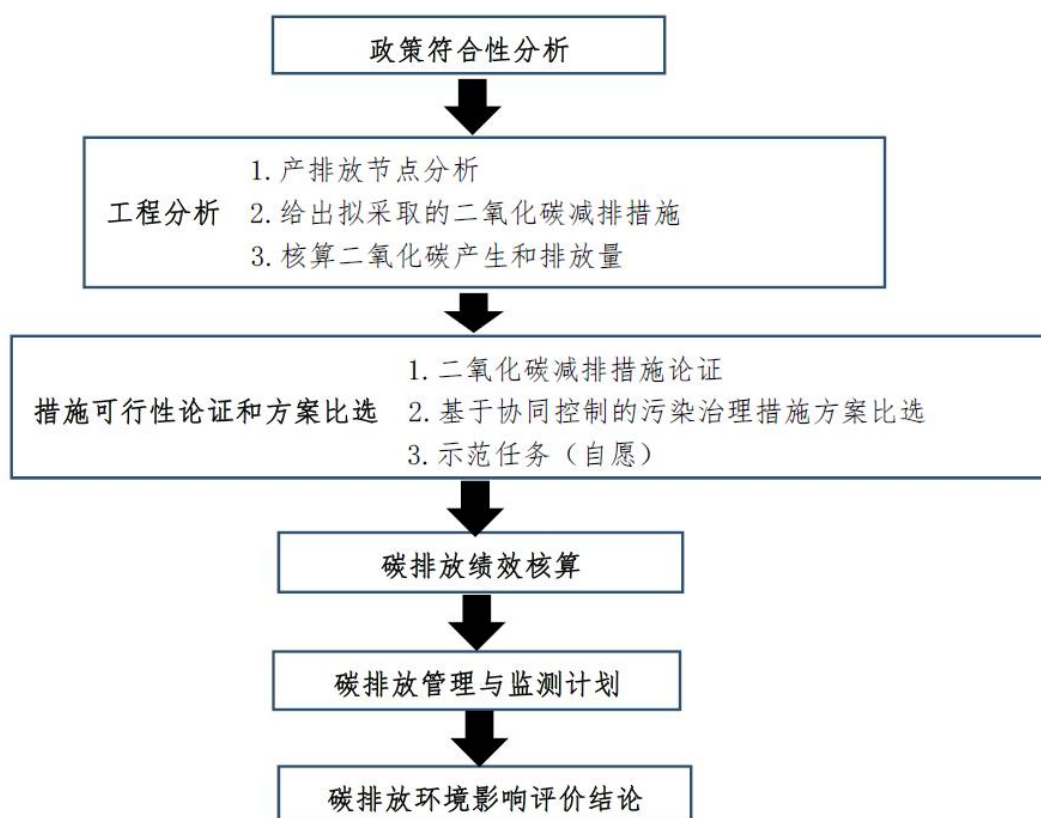 政策符合性分析
1.产排放节点分析
工程分析 2.给出拟采取的二氧化碳减排措施
3.核算二氧化碳产生和排放量
1.二氧化碳减排措施论证
措施可行性论证和方案比选 2.基于协同控制的污染治理措施方案比选
3.示范任务（自愿）
碳排放绩效核算
碳排放管理与监测计划
碳排放环境影响评价结论